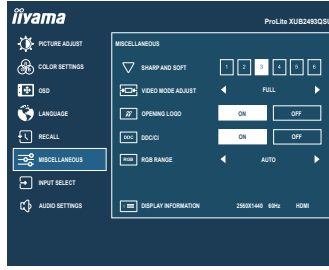 iiyama
ProLite XUB2493QSU
PICTURE ADJUST
COLOR SETTINGS
OSD
LANGUAGE
RECALL
MISCELLANEOUS
INPUT SELECT
AUDIO SETTINGS
MISCELLANEOUS
SHARP AND SOFT 1 2 3 4 5 6
VIDEO MODE ADJUST FULL
OPENING LOGO ON OFF
DDC DDC/CI ON OFF
RGB RGB RANGE AUTO
DISPLAY INFORMATION 2560X1440 60Hz HDMI